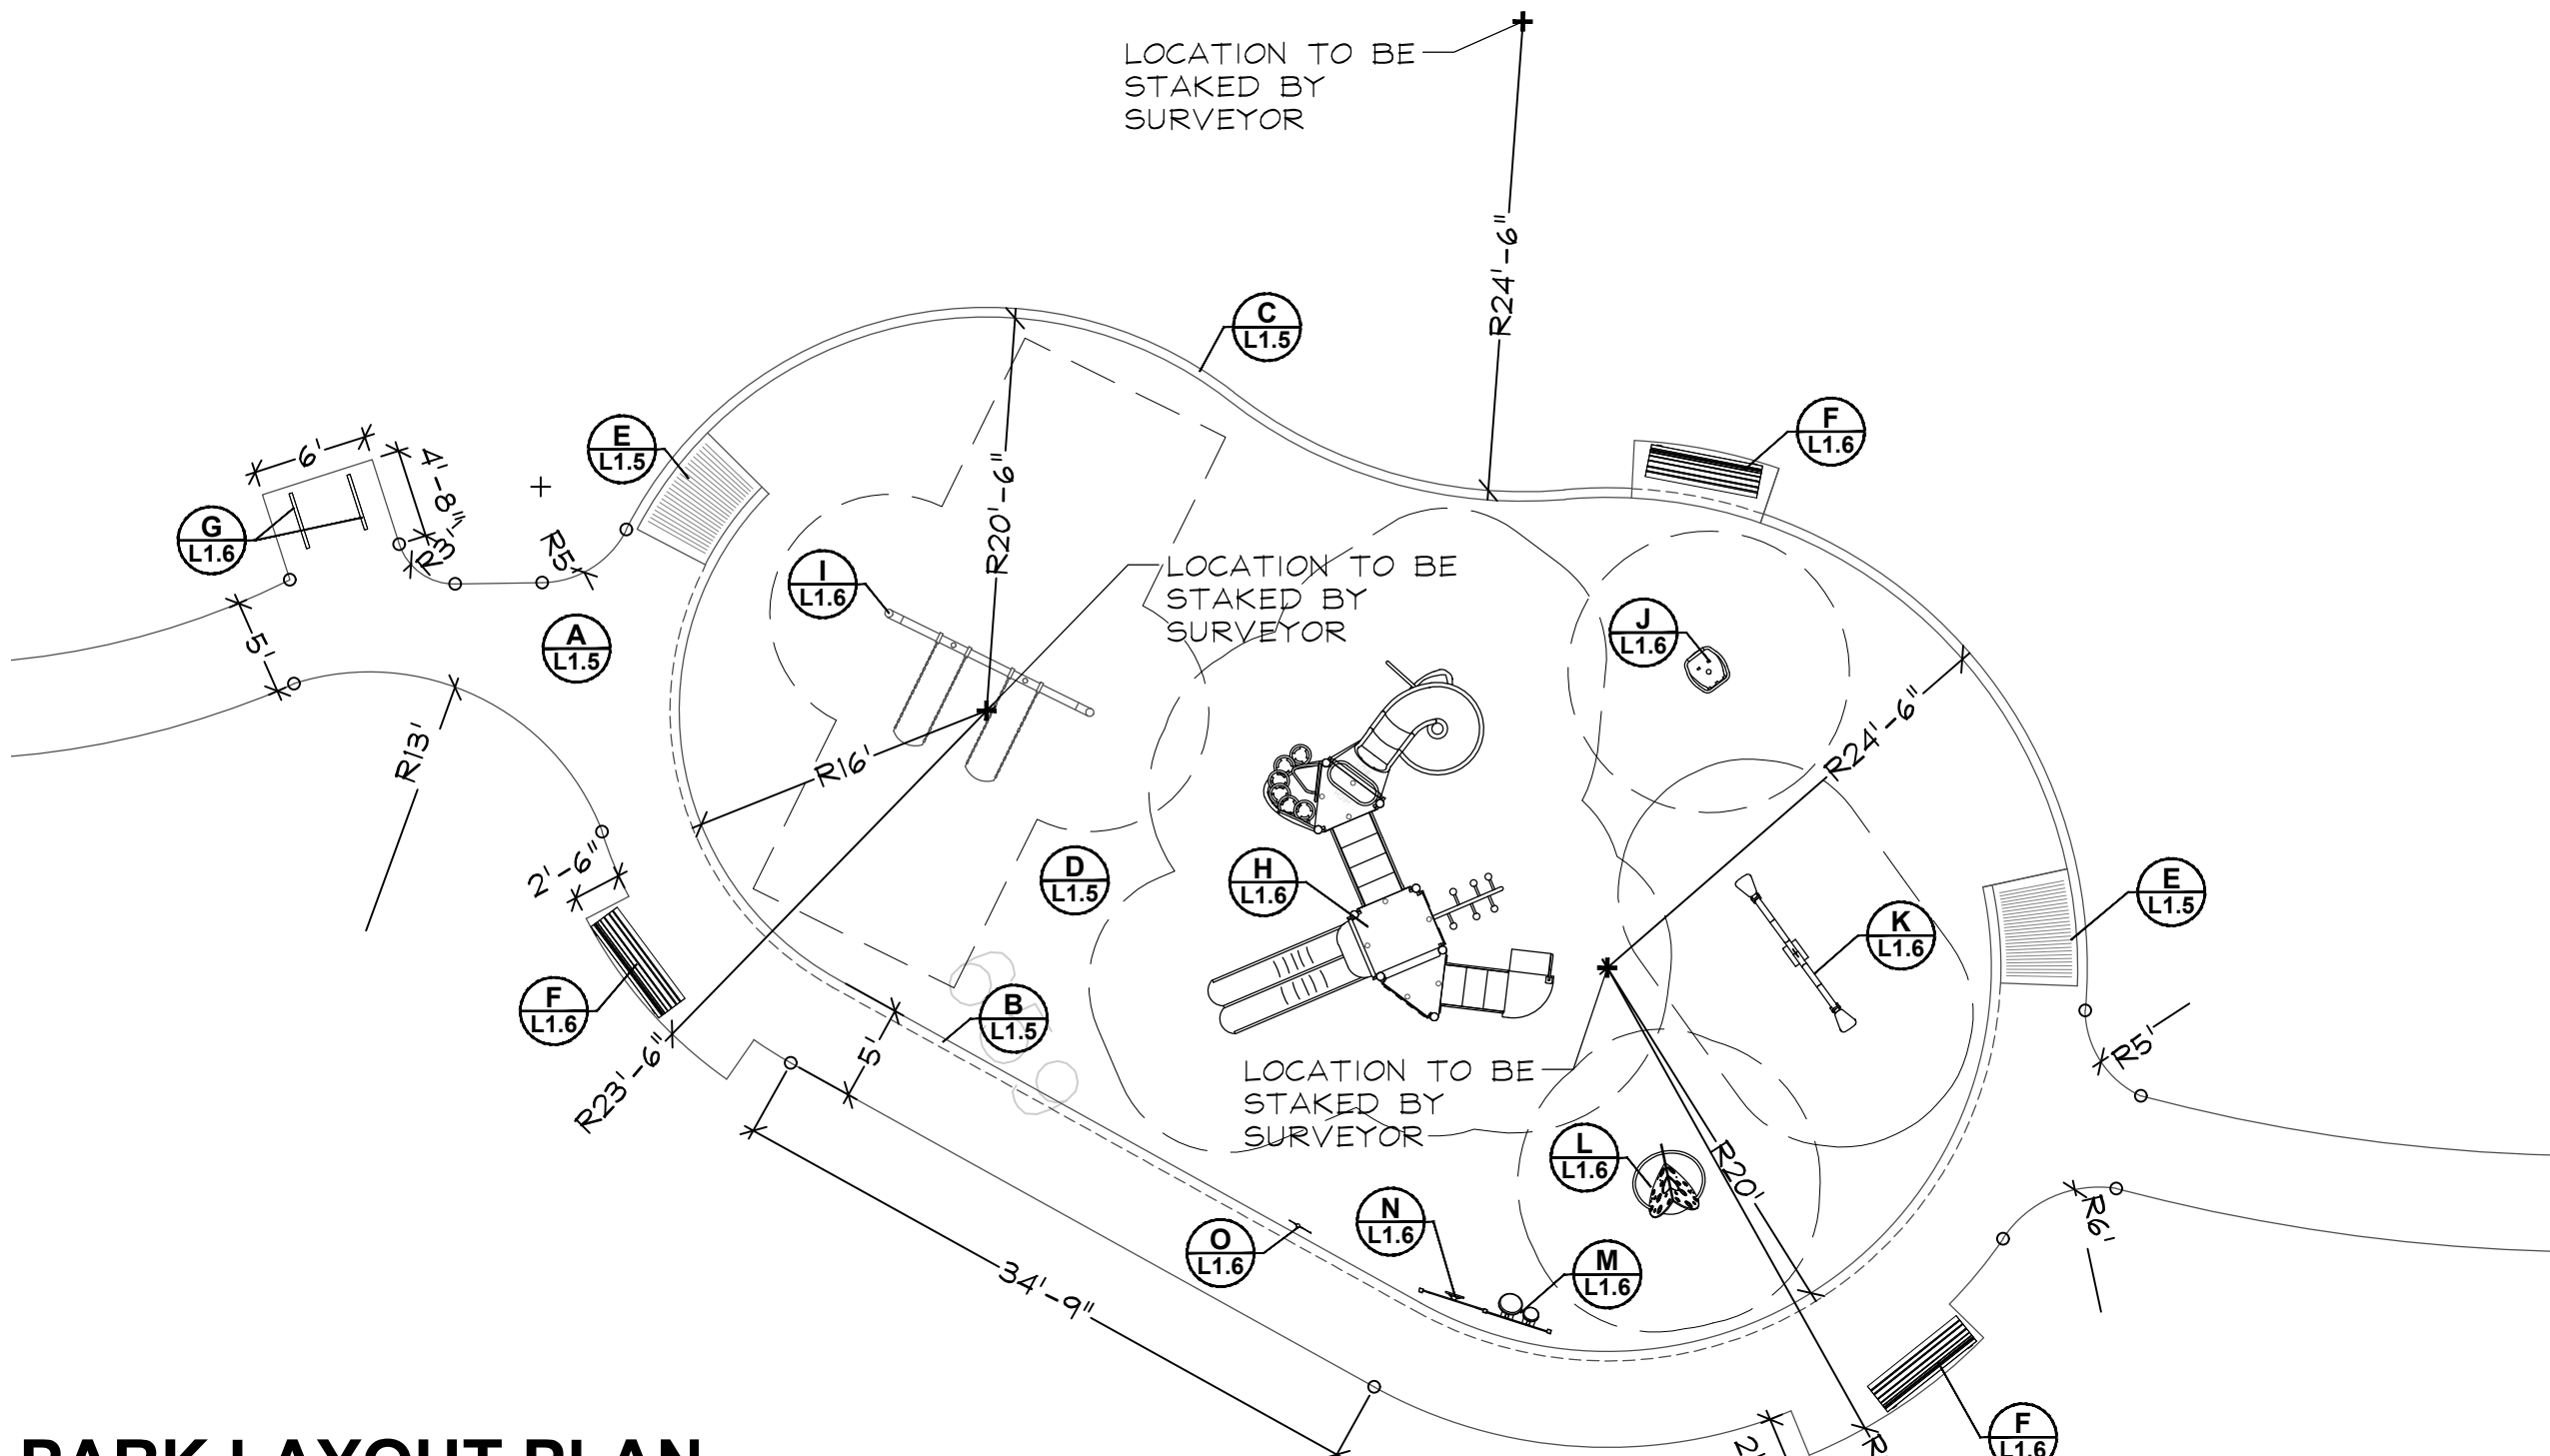 LOCATION TO BE
STAKED BY
SURVEYOR
R24'-6"
C
L1.5
F
L1.6
E
L1.5
6'
4'-8"
G
L1.6
R3'
R5'
R20'-6"
LOCATION TO BE
STAKED BY
SURVEYOR
I
L1.6
J
L1.6
A
L1.5
5'
R13'
R16'
R24'-6"
2'-6"
D
L1.5
H
L1.6
E
L1.5
K
L1.6
F
L1.6
B
L1.5
5'
R5'
R23'-6"
LOCATION TO BE
STAKED BY
SURVEYOR
L
L1.6
R20'
N
L1.6
R6'
O
L1.6
M
L1.6
34'-9"
F
L1.6
2'
R
PARK LAYOUT PLAN